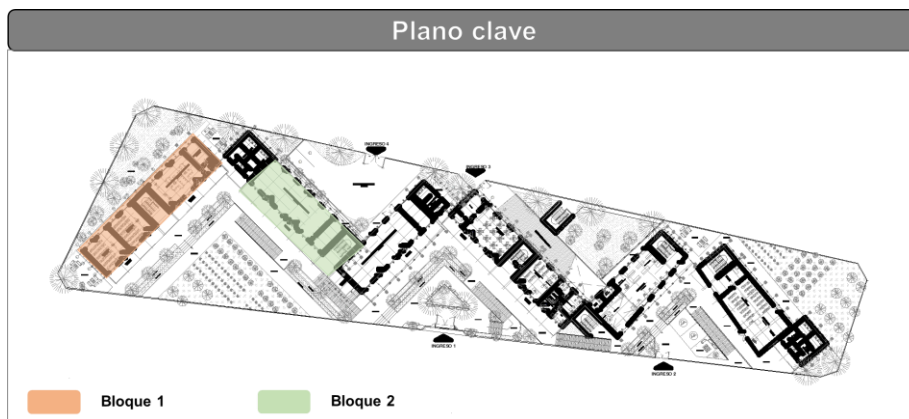 Plano clave
INGRESO 4
INGRESO 3
INGRESO 1
INGRESO 2
Bloque 1
Bloque 2